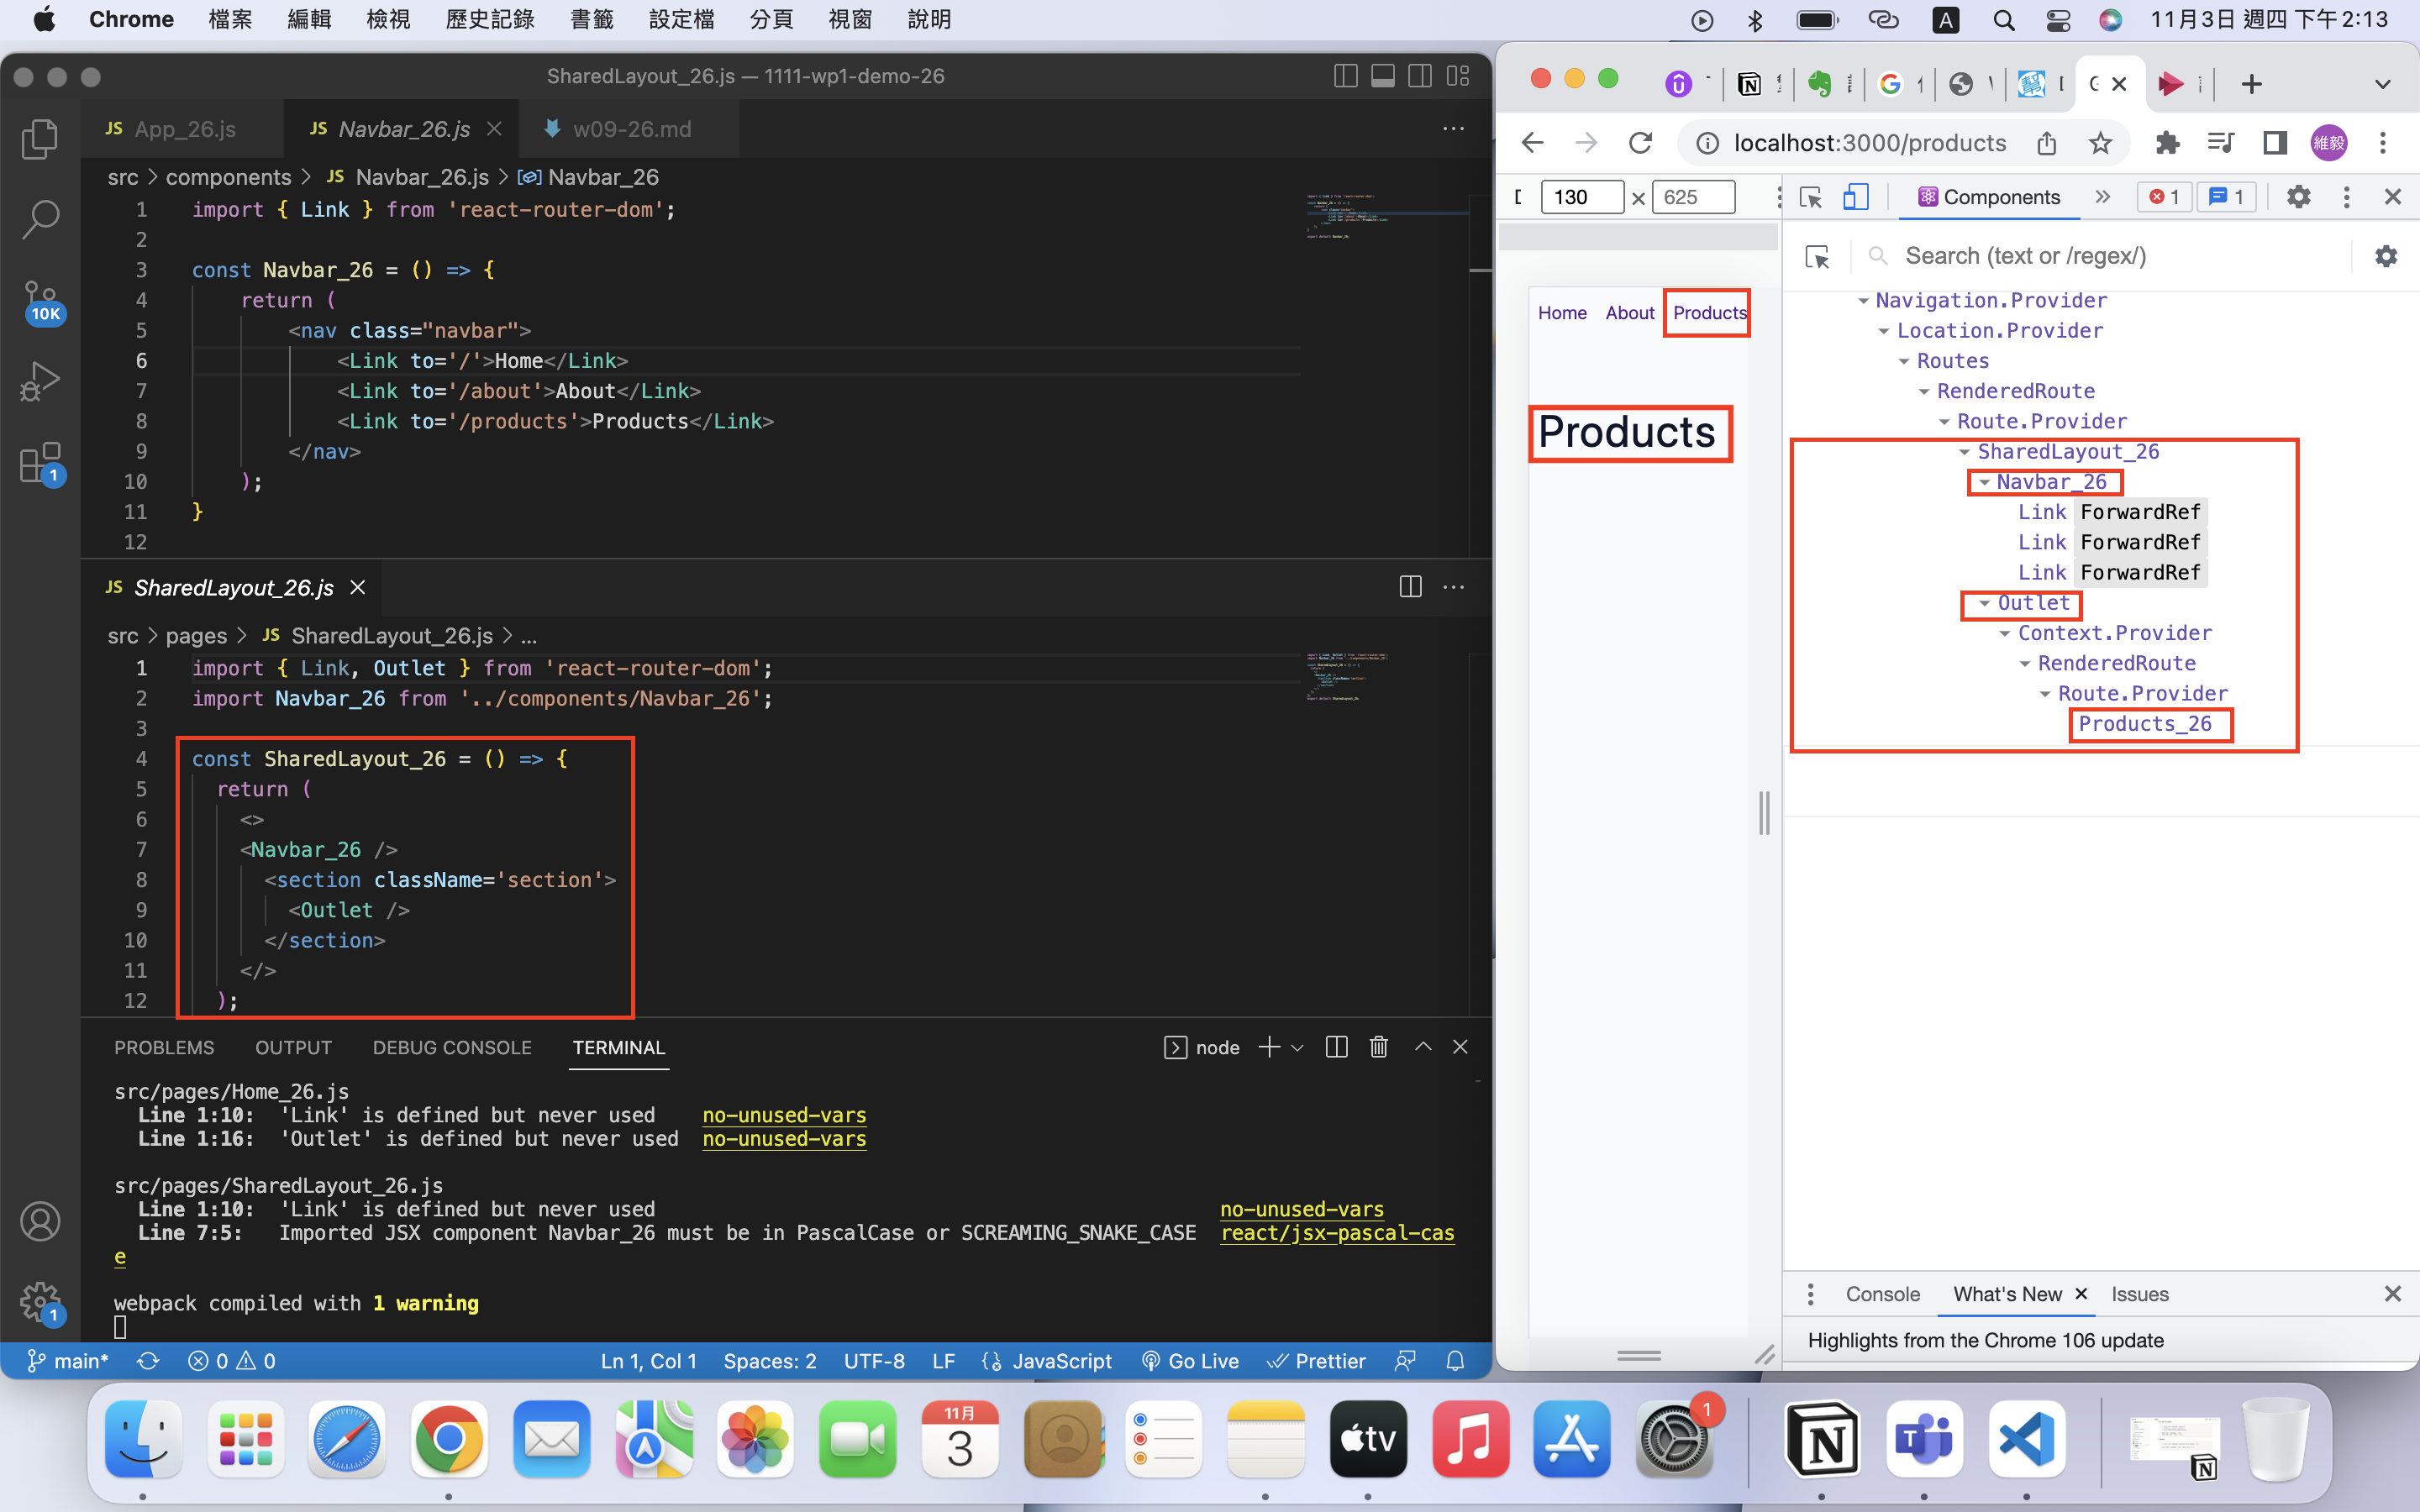 Chrome 檔案 編輯 檢視 歷史記錄 書籤 設定檔 分頁 視窗 說明
A
11月3日 週四 下午2:13
SharedLayout_26.js — 1111-wp1-demo-26
JS App_26.js
JS Navbar_26.js
w09-26.md
src > components > JS Navbar_26.js > Navbar_26
1 import { Link } from 'react-router-dom';
2
3 const Navbar_26 = () => {
4 return (
5 <nav class="navbar">
6 <Link to='/'>Home</Link>
7 <Link to='/about'>About</Link>
8 <Link to='/products'>Products</Link>
9 </nav>
10 );
11 }
12
10K
1
JS SharedLayout_26.js
src > pages > JS SharedLayout_26.js > ...
1 import { Link, Outlet } from 'react-router-dom';
2 import Navbar_26 from '../components/Navbar_26';
3
4 const SharedLayout_26 = () => {
5 return (
6 <>
7 <Navbar_26 />
8 <section className='section'>
9 <Outlet />
10 </section>
11 </>
12 );
PROBLEMS OUTPUT DEBUG CONSOLE TERMINAL
node
src/pages/Home_26.js
Line 1:10: 'Link' is defined but never used no-unused-vars
Line 1:16: 'Outlet' is defined but never used no-unused-vars
src/pages/SharedLayout_26.js
Line 1:10: 'Link' is defined but never used no-unused-vars
Line 7:5: Imported JSX component Navbar_26 must be in PascalCase or SCREAMING_SNAKE_CASE react/jsx-pascal-cas
e
webpack compiled with 1 warning
1
main* 0 0 Ln 1, Col 1 Spaces: 2 UTF-8 LF JavaScript Go Live Prettier
localhost:3000/products
維毅
130 × 625
Components
1
1
Search (text or /regex/)
Home About Products
Products
Navigation.Provider
Location.Provider
Routes
RenderedRoute
Route.Provider
SharedLayout_26
Navbar_26
Link ForwardRef
Link ForwardRef
Link ForwardRef
Outlet
Context.Provider
RenderedRoute
Route.Provider
Products_26
Console What's New Issues
Highlights from the Chrome 106 update
11月
3
tv
1